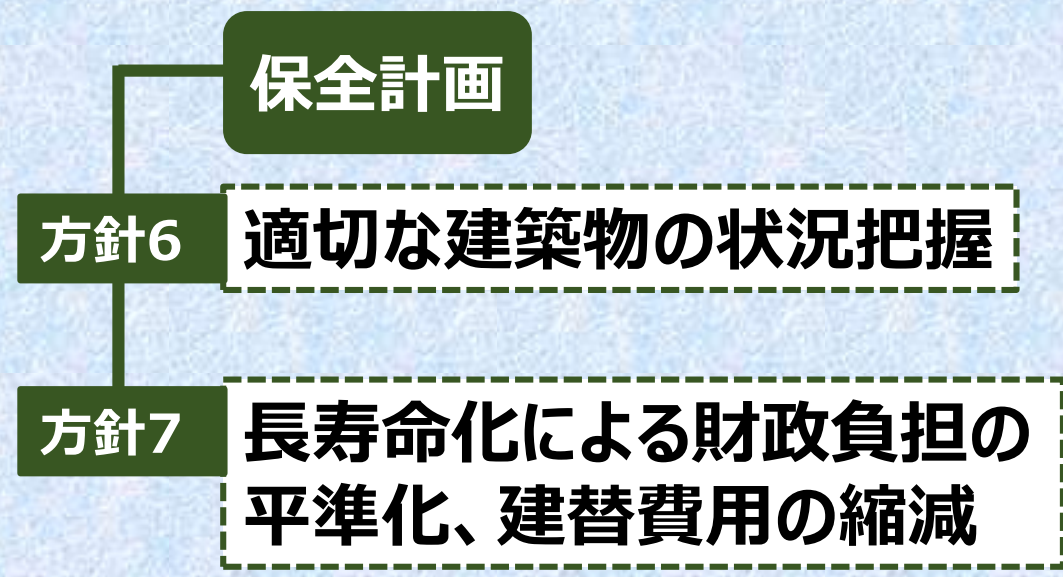 保全計画
方針6
適切な建築物の状況把握
方針7
長寿命化による財政負担の
平準化、建替費用の縮減